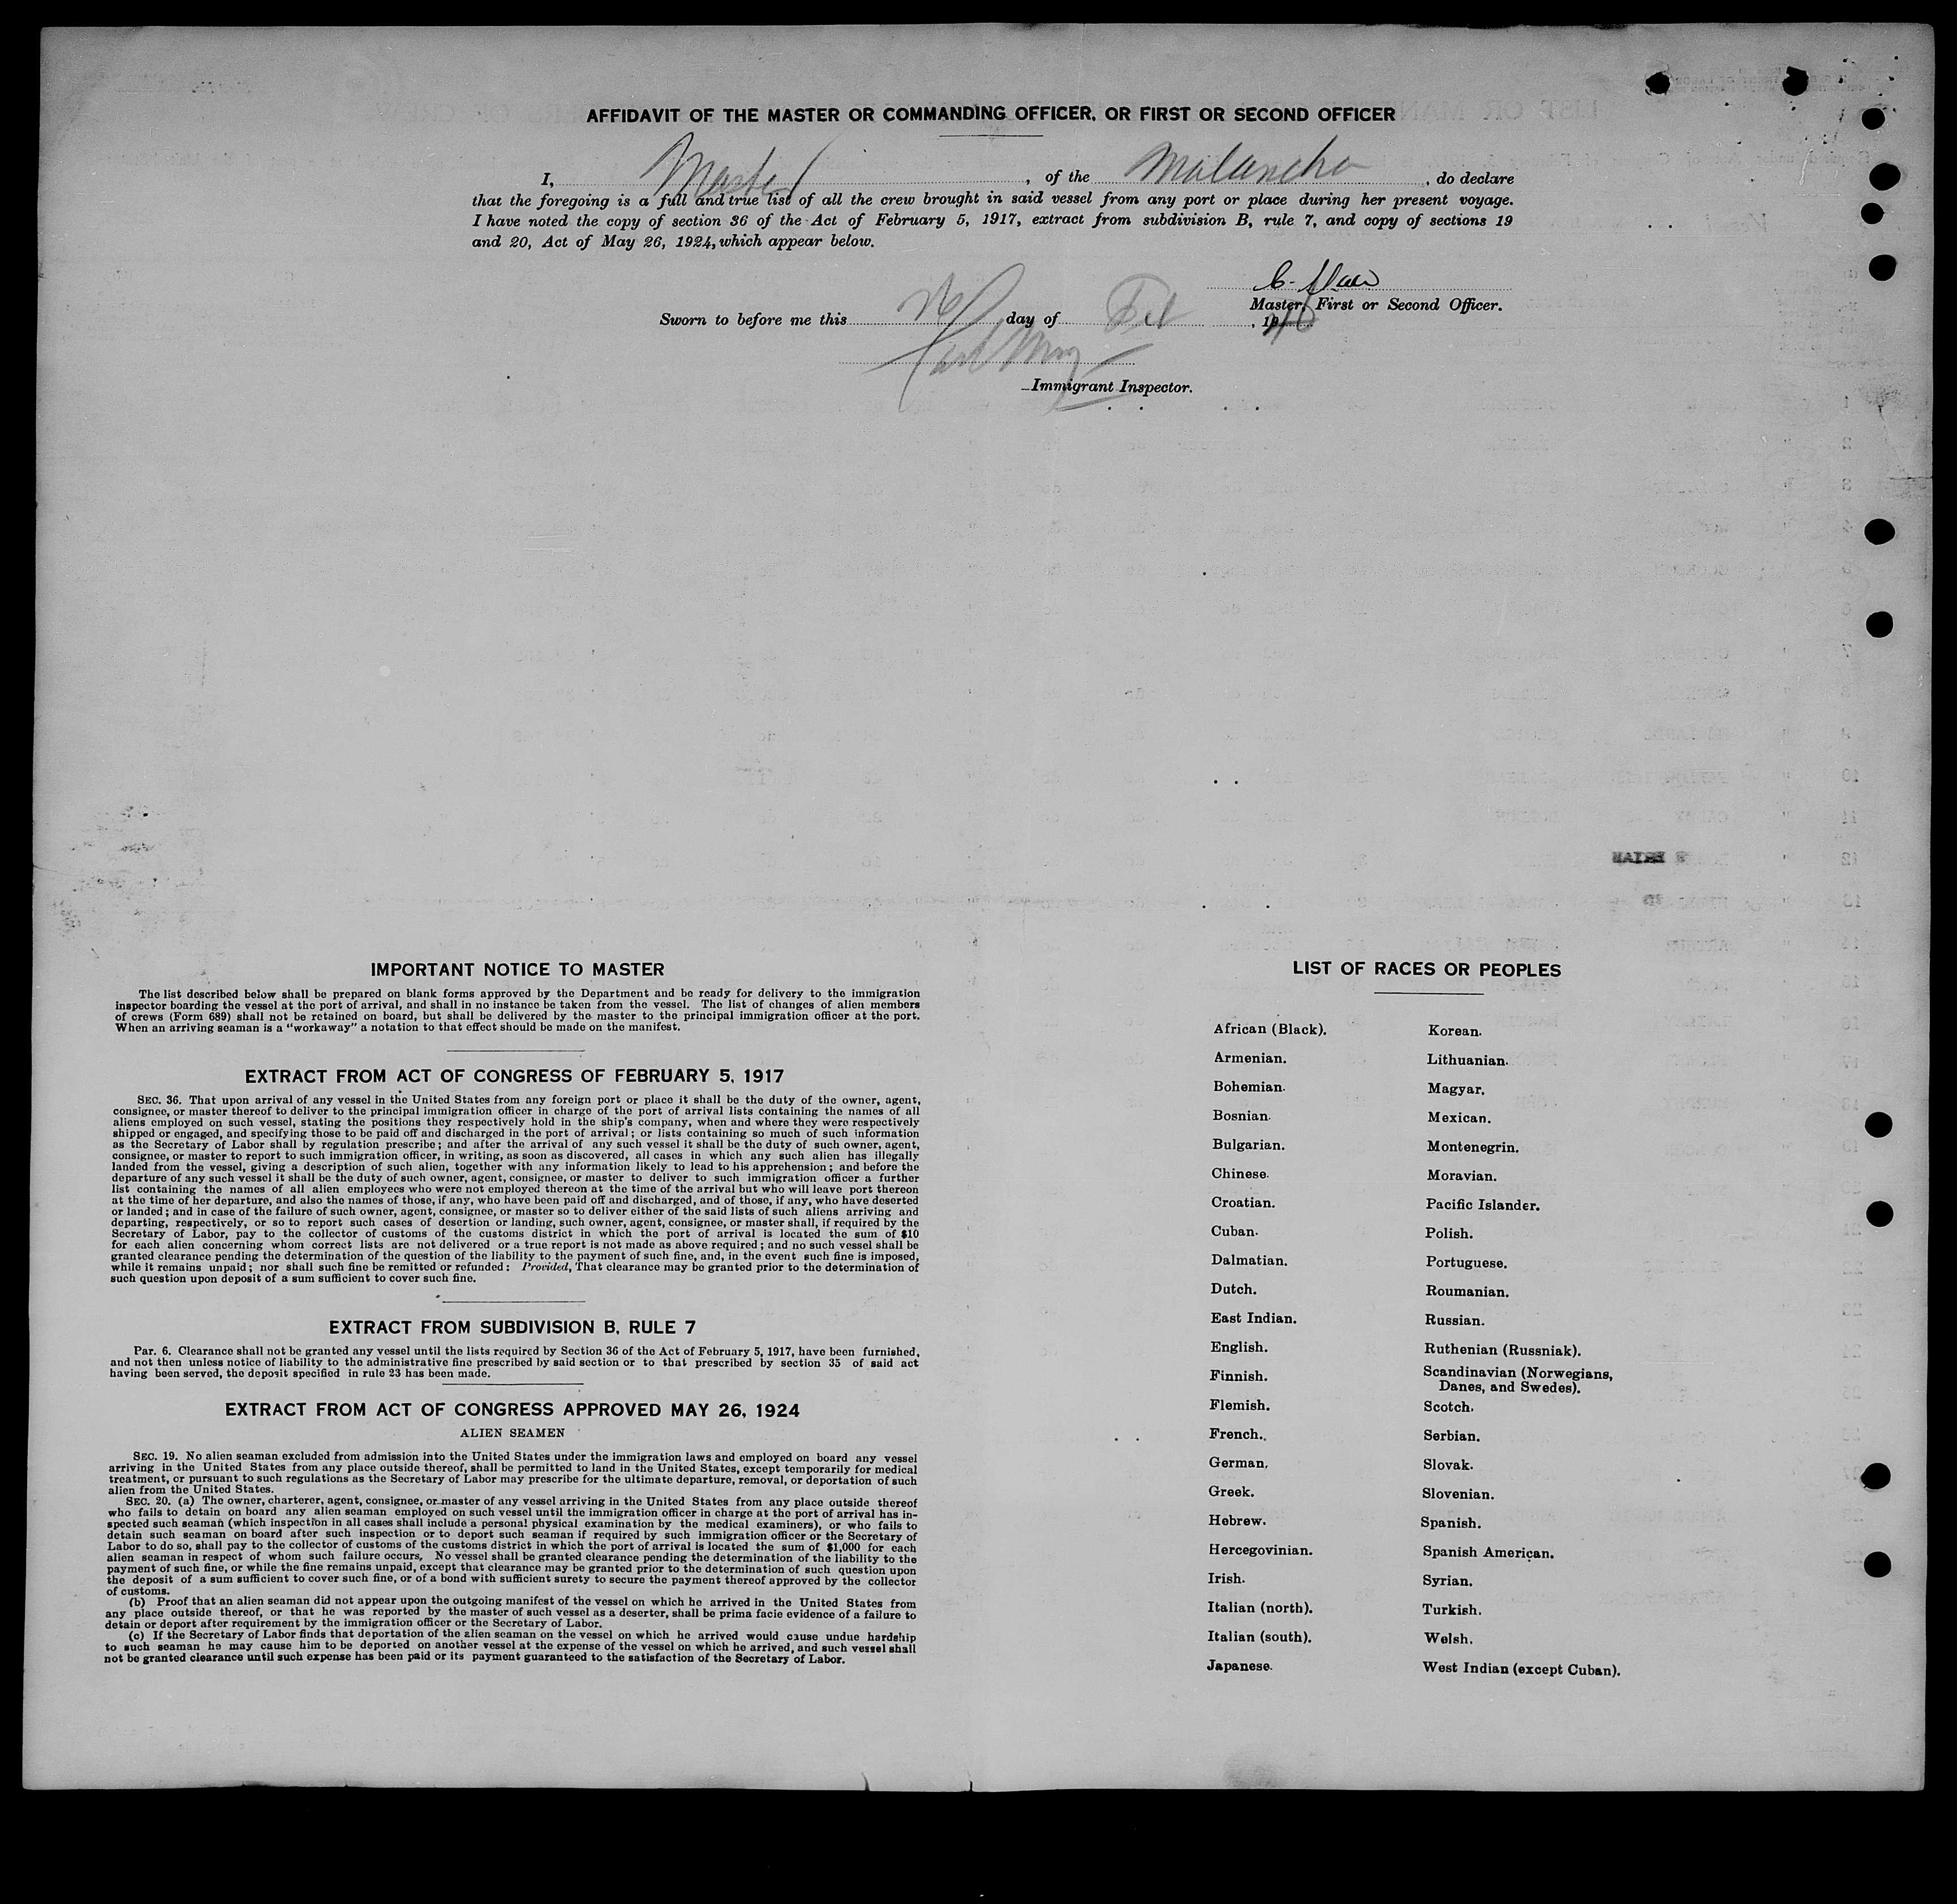 AFFIDAVIT OF THE MASTER OR COMMANDING OFFICER, OR FIRST OR SECOND OFFICER
I, Master, of the Malancha, do declare
that the foregoing is a full and true list of all the crew brought in said vessel from any port or place during her present voyage.
I have noted the copy of section 36 of the Act of February 5, 1917, extract from subdivision B, rule 7, and copy of sections 19
and 20, Act of May 26, 1924, which appear below.
Master, First or Second Officer.
Sworn to before me this day of , 1940
Immigrant Inspector.
IMPORTANT NOTICE TO MASTER
The list described below shall be prepared on blank forms approved by the Department and be ready for delivery to the immigration
inspector boarding the vessel at the port of arrival, and shall in no instance be taken from the vessel. The list of changes of alien members
of crews (Form 689) shall not be retained on board, but shall be delivered by the master to the principal immigration officer at the port.
When an arriving seaman is a “workaway” a notation to that effect should be made on the manifest.
EXTRACT FROM ACT OF CONGRESS OF FEBRUARY 5, 1917
SEC. 36. That upon arrival of any vessel in the United States from any foreign port or place it shall be the duty of the owner, agent,
consignee, or master thereof to deliver to the principal immigration officer in charge of the port of arrival lists containing the names of all
aliens employed on such vessel, stating the positions they respectively hold in the ship's company, when and where they were respectively
shipped or engaged, and specifying those to be paid off and discharged in the port of arrival; or lists containing so much of such information
as the Secretary of Labor shall by regulation prescribe; and after the arrival of any such vessel it shall be the duty of such owner, agent,
consignee, or master to report to such immigration officer, in writing, as soon as discovered, all cases in which any such alien has illegally
landed from the vessel, giving a description of such alien, together with any information likely to lead to his apprehension; and before the
departure of any such vessel it shall be the duty of such owner, agent, consignee, or master to deliver to such immigration officer a further
list containing the names of all alien employees who were not employed thereon at the time of the arrival but who will leave port thereon
at the time of her departure, and also the names of those, if any, who have been paid off and discharged, and of those, if any, who have deserted
or landed; and in case of the failure of such owner, agent, consignee, or master so to deliver either of the said lists of such aliens arriving and
departing, respectively, or so to report such cases of desertion or landing, such owner, agent, consignee, or master shall, if required by the
Secretary of Labor, pay to the collector of customs of the customs district in which the port of arrival is located the sum of $10
for each alien concerning whom correct lists are not delivered or a true report is not made as above required; and no such vessel shall be
granted clearance pending the determination of the question of the liability to the payment of such fine, and, in the event such fine is imposed,
while it remains unpaid; nor shall such fine be remitted or refunded: Provided, That clearance may be granted prior to the determination of
such question upon deposit of a sum sufficient to cover such fine.
EXTRACT FROM SUBDIVISION B, RULE 7
Par. 6. Clearance shall not be granted any vessel until the lists required by Section 36 of the Act of February 5, 1917, have been furnished,
and not then unless notice of liability to the administrative fine prescribed by said section or to that prescribed by section 35 of said act
having been served, the deposit specified in rule 23 has been made.
EXTRACT FROM ACT OF CONGRESS APPROVED MAY 26, 1924
ALIEN SEAMEN
SEC. 19. No alien seaman excluded from admission into the United States under the immigration laws and employed on board any vessel
arriving in the United States from any place outside thereof, shall be permitted to land in the United States, except temporarily for medical
treatment, or pursuant to such regulations as the Secretary of Labor may prescribe for the ultimate departure, removal, or deportation of such
alien from the United States.
SEC. 20. (a) The owner, charterer, agent, consignee, or master of any vessel arriving in the United States from any place outside thereof
who fails to detain on board any alien seaman employed on such vessel until the immigration officer in charge at the port of arrival has in-
spected such seaman (which inspection in all cases shall include a personal physical examination by the medical examiners), or who fails to
detain such seaman on board after such inspection or to deport such seaman if required by such immigration officer or the Secretary of
Labor to do so, shall pay to the collector of customs of the customs district in which the port of arrival is located the sum of $1,000 for each
alien seaman in respect of whom such failure occurs. No vessel shall be granted clearance pending the determination of the liability to the
payment of such fine, or while the fine remains unpaid, except that clearance may be granted prior to the determination of such question upon
the deposit of a sum sufficient to cover such fine, or of a bond with sufficient surety to secure the payment thereof approved by the collector
of customs.
(b) Proof that an alien seaman did not appear upon the outgoing manifest of the vessel on which he arrived in the United States from
any place outside thereof, or that he was reported by the master of such vessel as a deserter, shall be prima facie evidence of a failure to
detain or deport after requirement by the immigration officer or the Secretary of Labor.
(c) If the Secretary of Labor finds that deportation of the alien seaman on the vessel on which he arrived would cause undue hardship
to such seaman he may cause him to be deported on another vessel at the expense of the vessel on which he arrived, and such vessel shall
not be granted clearance until such expense has been paid or its payment guaranteed to the satisfaction of the Secretary of Labor.
LIST OF RACES OR PEOPLES
African (Black).
Armenian.
Bohemian.
Bosnian.
Bulgarian.
Chinese.
Croatian.
Cuban.
Dalmatian.
Dutch.
East Indian.
English.
Finnish.
Flemish.
French.
German.
Greek.
Hebrew.
Hercegovinian.
Irish.
Italian (north).
Italian (south).
Japanese.
Korean.
Lithuanian.
Magyar.
Mexican.
Montenegrin.
Moravian.
Pacific Islander.
Polish.
Portuguese.
Roumanian.
Russian.
Ruthenian (Russniak).
Scandinavian (Norwegians,
Danes, and Swedes).
Scotch.
Serbian.
Slovak.
Slovenian.
Spanish.
Spanish American.
Syrian.
Turkish.
Welsh.
West Indian (except Cuban).